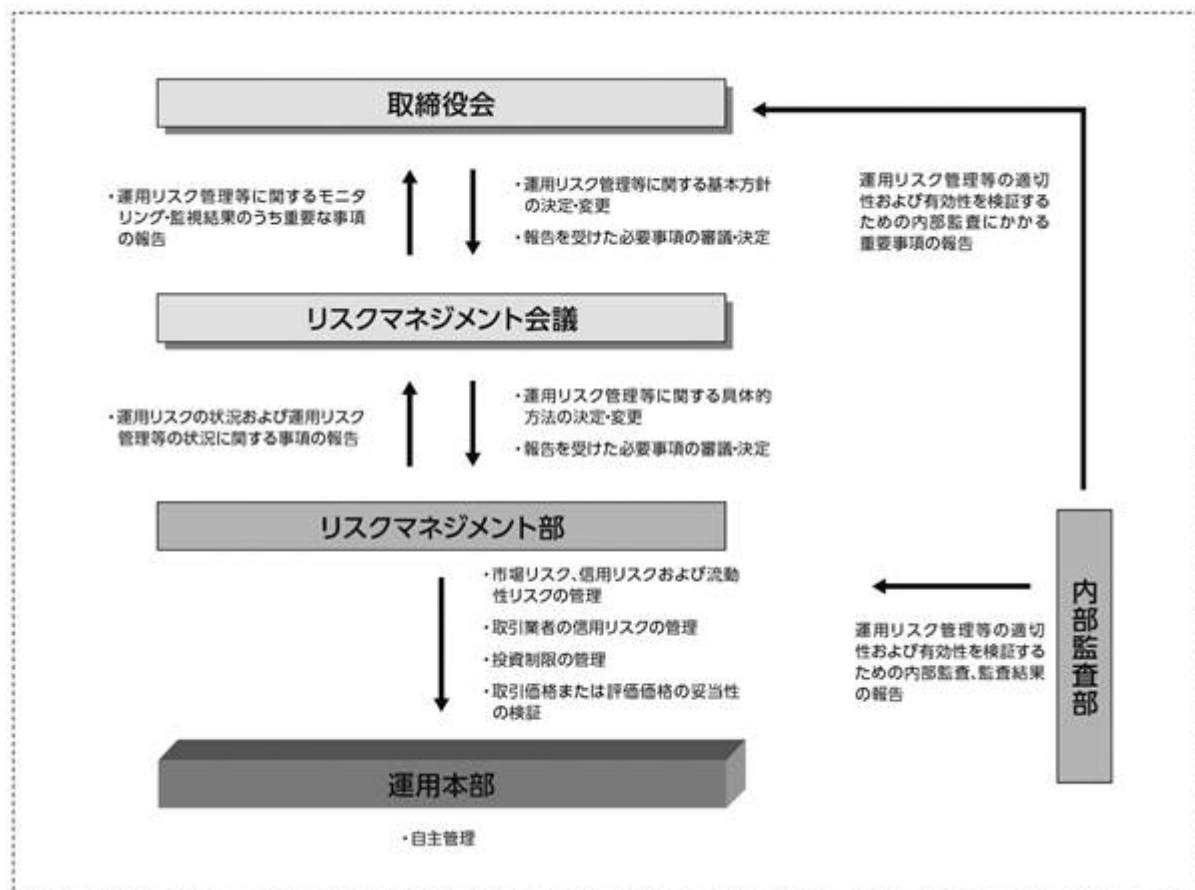 取締役会
・運用リスク管理等に関するモニタ
リング・監視結果のうち重要な事項
の報告
・運用リスク管理等に関する基本方針
の決定・変更
・報告を受けた必要事項の審議・決定
運用リスク管理等の適切
性および有効性を検証す
るための内部監査にかかる
重要事項の報告
リスクマネジメント会議
・運用リスクの状況および運用リスク
管理等の状況に関する事項の報告
・運用リスク管理等に関する具体的
方法の決定・変更
・報告を受けた必要事項の審議・決定
リスクマネジメント部
・市場リスク、信用リスクおよび流動
性リスクの管理
・取引業者の信用リスクの管理
・投資制限の管理
・取引価格または評価価格の妥当性
の検証
運用リスク管理等の適切
性および有効性を検証する
ための内部監査、監査結果
の報告
内部監査部
運用本部
・自主管理